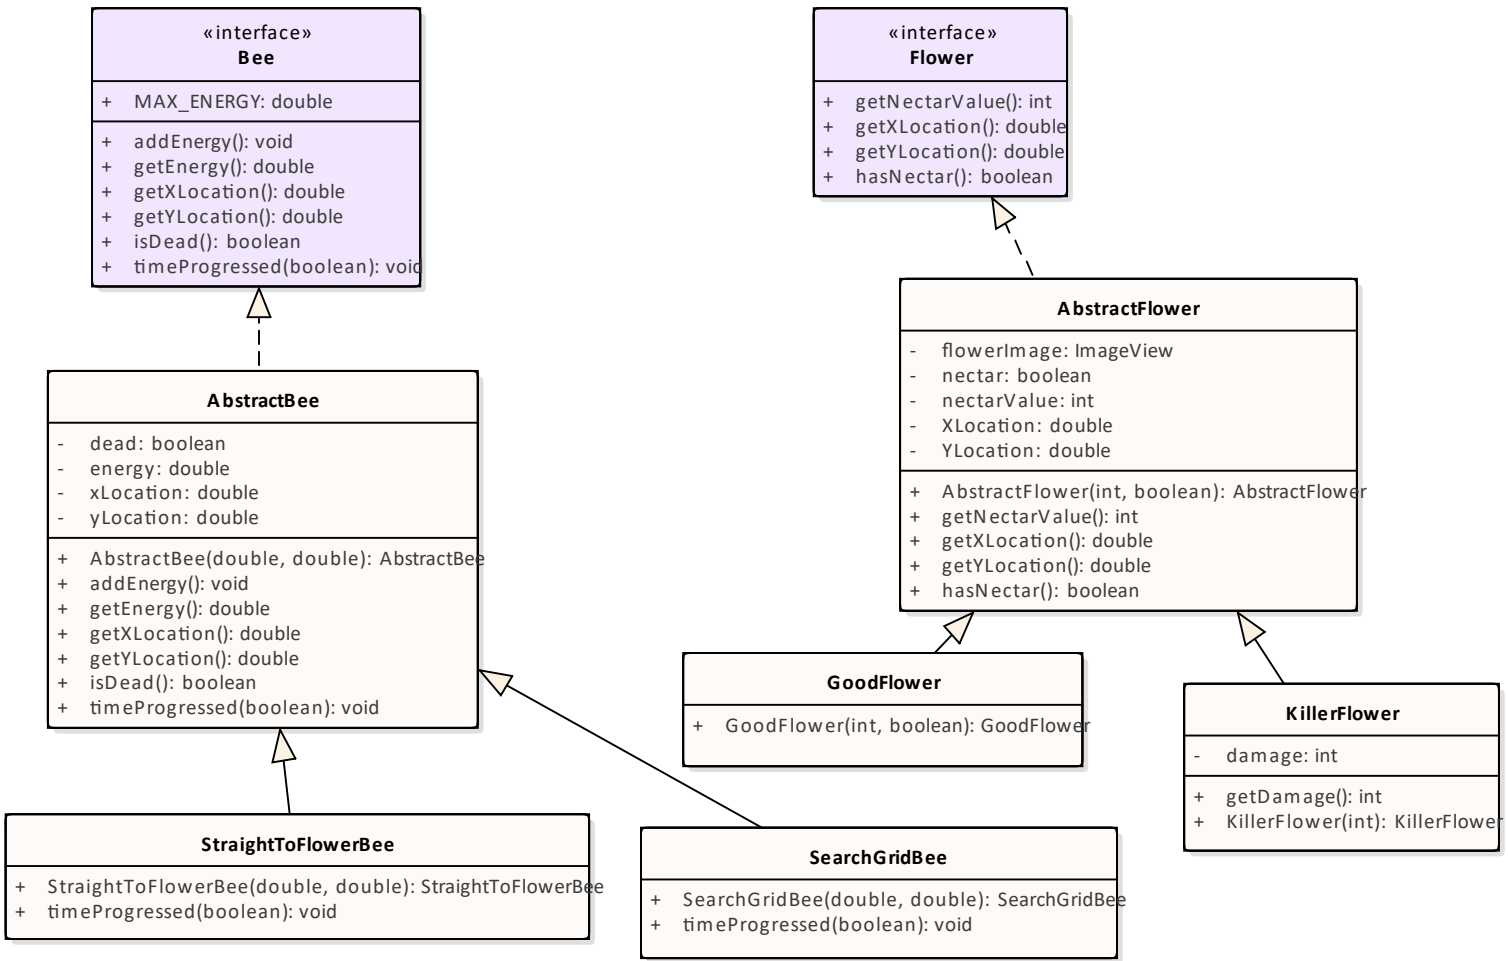 «interface»
Bee
+ MAX_ENERGY: double
+ addEnergy(): void
+ getEnergy(): double
+ getXLocation(): double
+ getYLocation(): double
+ isDead(): boolean
+ timeProgressed(boolean): void
«interface»
Flower
+ getNectarValue(): int
+ getXLocation(): double
+ getYLocation(): double
+ hasNectar(): boolean
AbstractBee
- dead: boolean
- energy: double
- xLocation: double
- yLocation: double
+ AbstractBee(double, double): AbstractBee
+ addEnergy(): void
+ getEnergy(): double
+ getXLocation(): double
+ getYLocation(): double
+ isDead(): boolean
+ timeProgressed(boolean): void
AbstractFlower
- flowerImage: ImageView
- nectar: boolean
- nectarValue: int
- XLocation: double
- YLocation: double
+ AbstractFlower(int, boolean): AbstractFlower
+ getNectarValue(): int
+ getXLocation(): double
+ getYLocation(): double
+ hasNectar(): boolean
GoodFlower
+ GoodFlower(int, boolean): GoodFlower
KillerFlower
- damage: int
+ getDamage(): int
+ KillerFlower(int): KillerFlower
StraightToFlowerBee
+ StraightToFlowerBee(double, double): StraightToFlowerBee
+ timeProgressed(boolean): void
SearchGridBee
+ SearchGridBee(double, double): SearchGridBee
+ timeProgressed(boolean): void